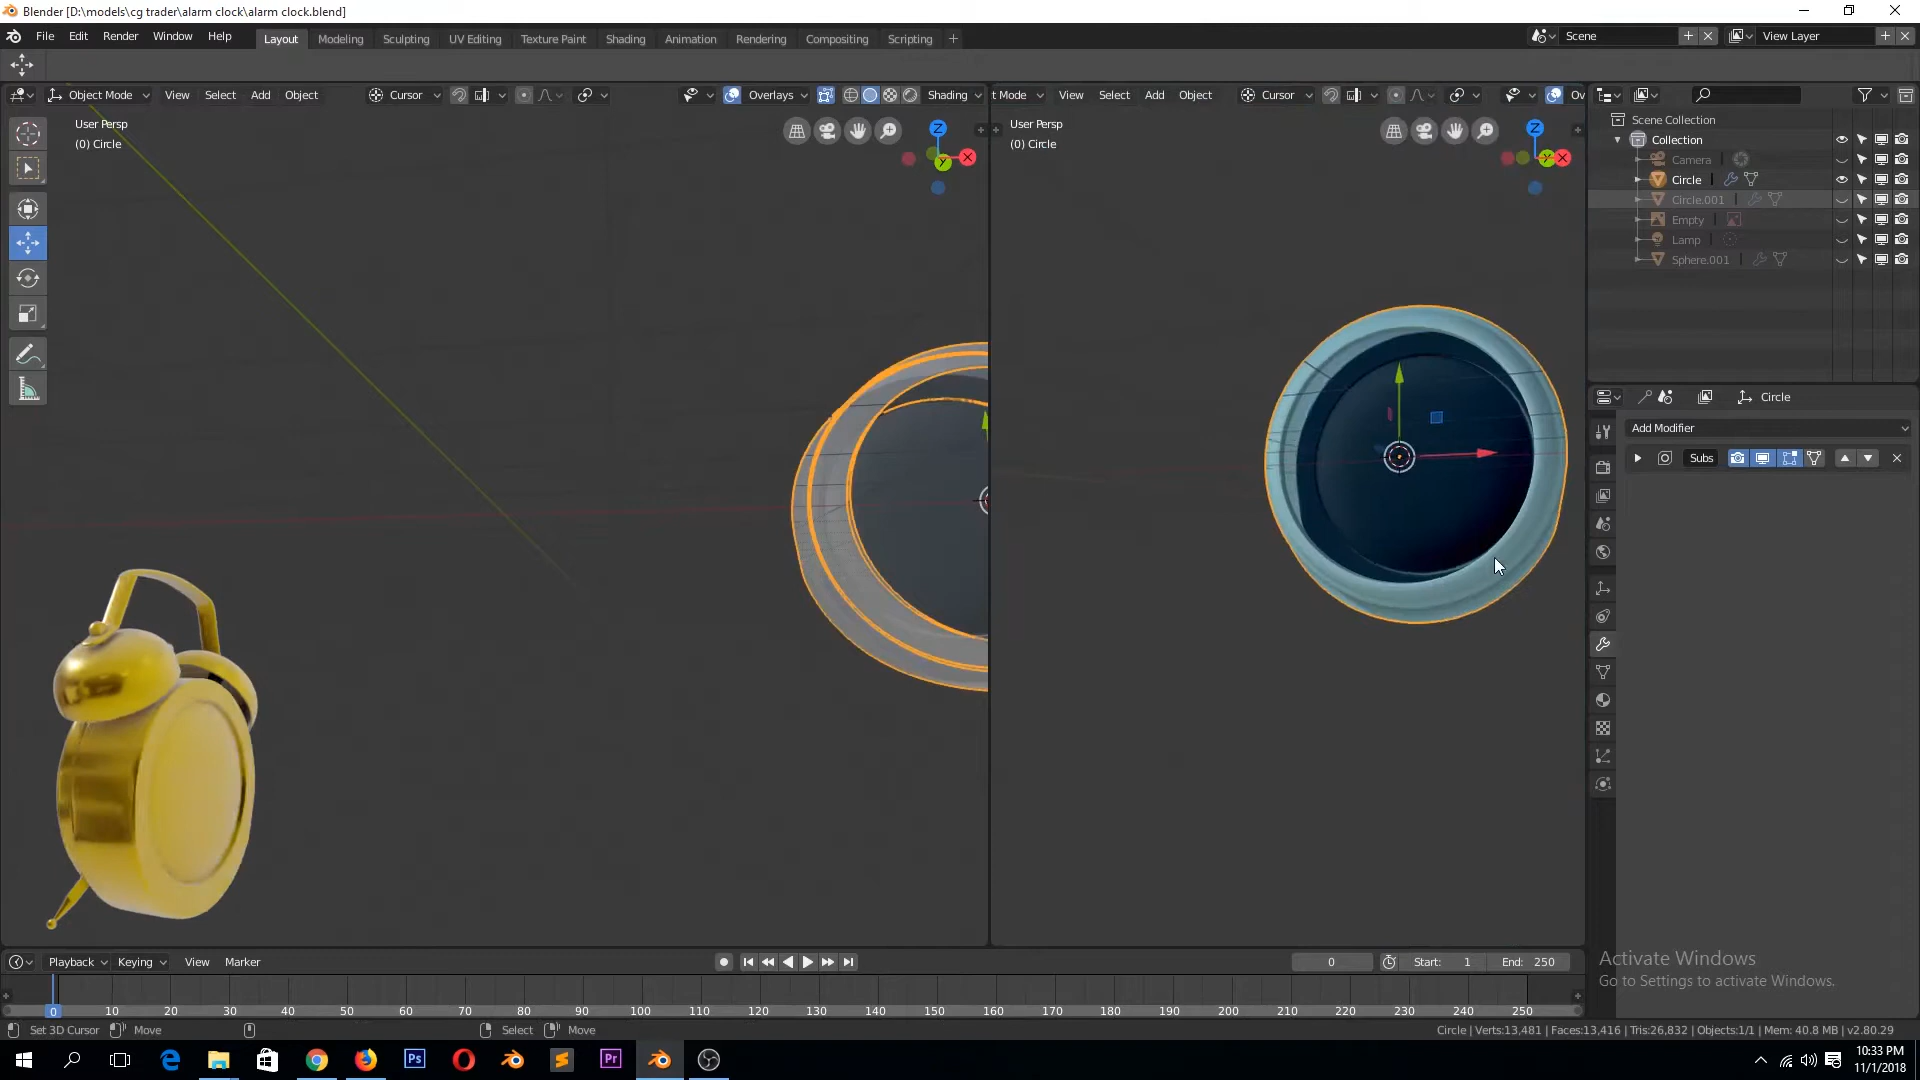 Blender [D:\models\cg trader\alarm clock\alarm clock.blend]
File Edit Render Window Help Layout Modeling Sculpting UV Editing Texture Paint Shading Animation Rendering Compositing Scripting + Scene View Layer
Object Mode View Select Add Object Cursor Overlays Shading t Mode View Select Add Object Cursor Ov
User Persp
(0) Circle
Z
X
Y
User Persp
(0) Circle
Z
X
Y
Scene Collection
Collection
Camera
Circle
Circle.001
Empty
Lamp
Sphere.001
Circle
Add Modifier
Subs
Activate Windows
Go to Settings to activate Windows.
Playback Keying View Marker 0 Start: 1 End: 250
0 10 20 30 40 50 60 70 80 90 100 110 120 130 140 150 160 170 180 190 200 210 220 230 240 250
Set 3D Cursor Move Select Move Circle | Verts:13,481 | Faces:13,416 | Tris:26,832 | Objects:1/1 | Mem: 40.8 MB | v2.80.29
Ps Pr
10:33 PM
11/1/2018